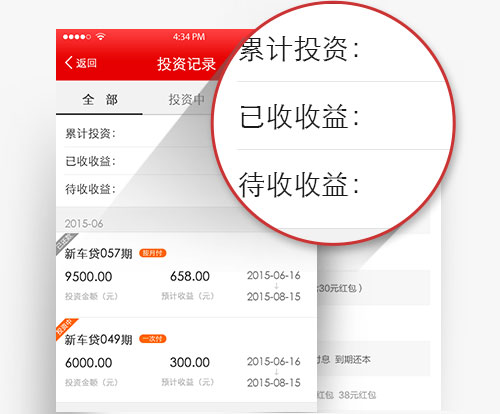 4:34 PM
返回
投资记录
全 部
投资中
累计投资：
已收收益：
待收收益：
累计投资：
已收收益：
待收收益：
2015-06
新车贷057期 按月付
9500.00 658.00 2015-06-16
投资金额（元） 预计收益（元） 2015-08-15
:30元红包）
投资中
新车贷049期 一次付
6000.00 300.00 2015-06-16
投资金额（元） 预计收益（元） 2015-08-15
付息 到期还本
红包 38元红包